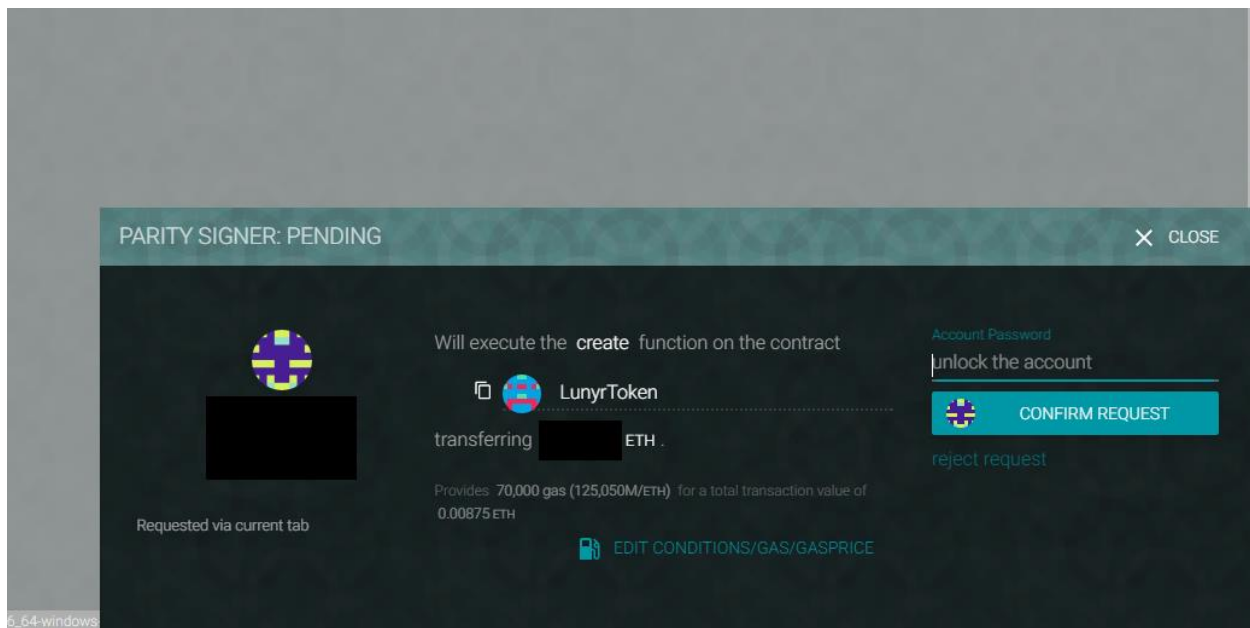 PARITY SIGNER: PENDING
CLOSE
Will execute the create function on the contract
LunyrToken
transferring ETH .
Provides 70,000 gas (125,050M/ETH) for a total transaction value of
0.00875 ETH
EDIT CONDITIONS/GAS/GASPRICE
Requested via current tab
Account Password
unlock the account
CONFIRM REQUEST
reject request
6_64-windows-